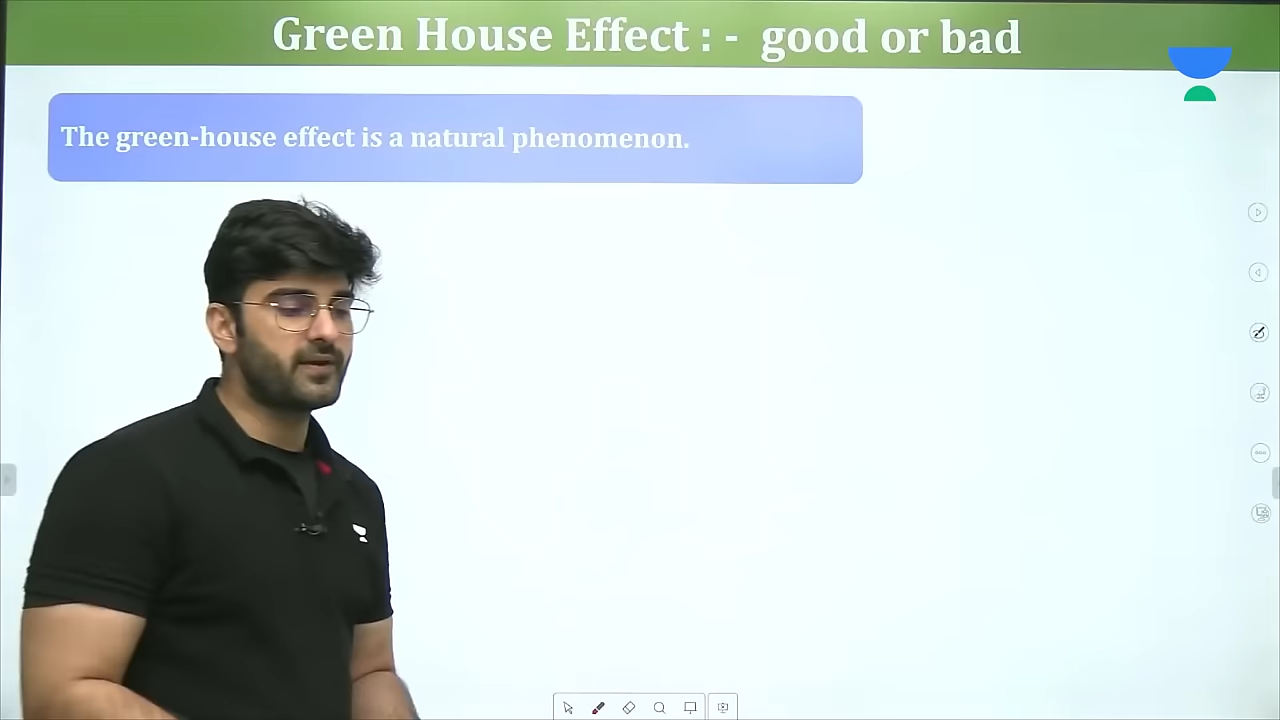 Green House Effect : - good or bad
The green-house effect is a natural phenomenon.